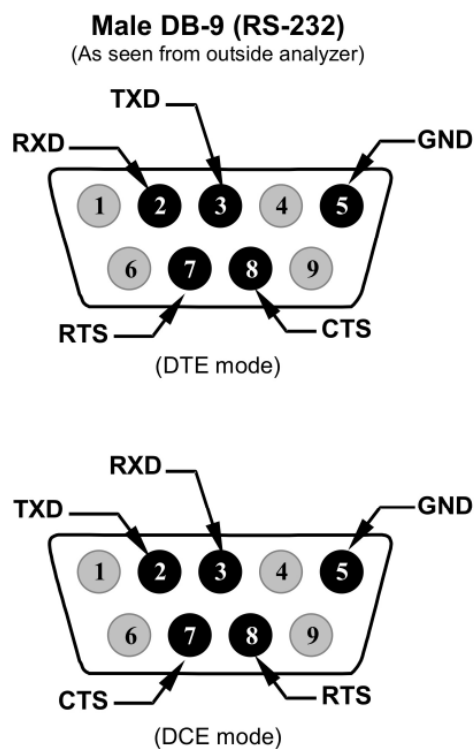 Male DB-9 (RS-232)
(As seen from outside analyzer)
TXD
RXD
GND
1 2 3 4 5
6 7 8 9
RTS
CTS
(DTE mode)
RXD
TXD
GND
1 2 3 4 5
6 7 8 9
CTS
RTS
(DCE mode)